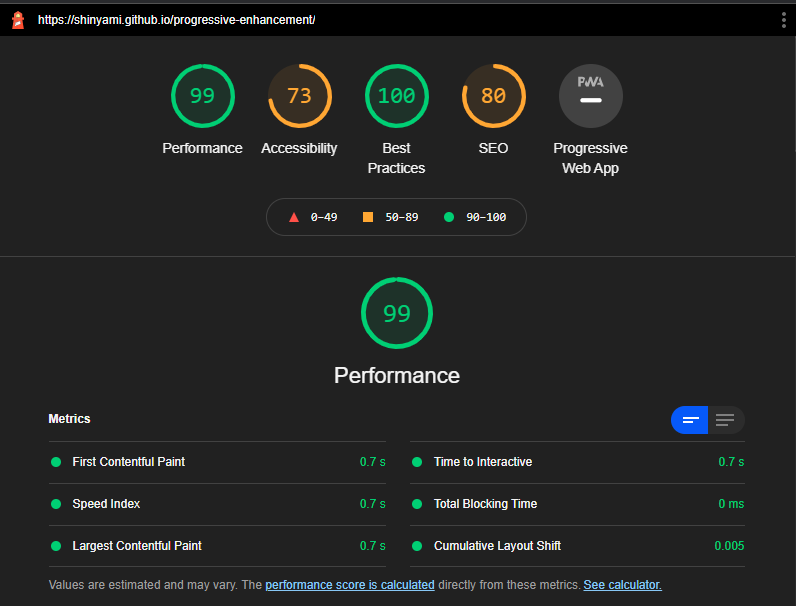 https://shinyami.github.io/progressive-enhancement/
99 73 100 80 PWA
Performance Accessibility Best Practices SEO Progressive Web App
0–49 50–89 90–100
99
Performance
Metrics
First Contentful Paint 0.7 s
Time to Interactive 0.7 s
Speed Index 0.7 s
Total Blocking Time 0 ms
Largest Contentful Paint 0.7 s
Cumulative Layout Shift 0.005
Values are estimated and may vary. The performance score is calculated directly from these metrics. See calculator.